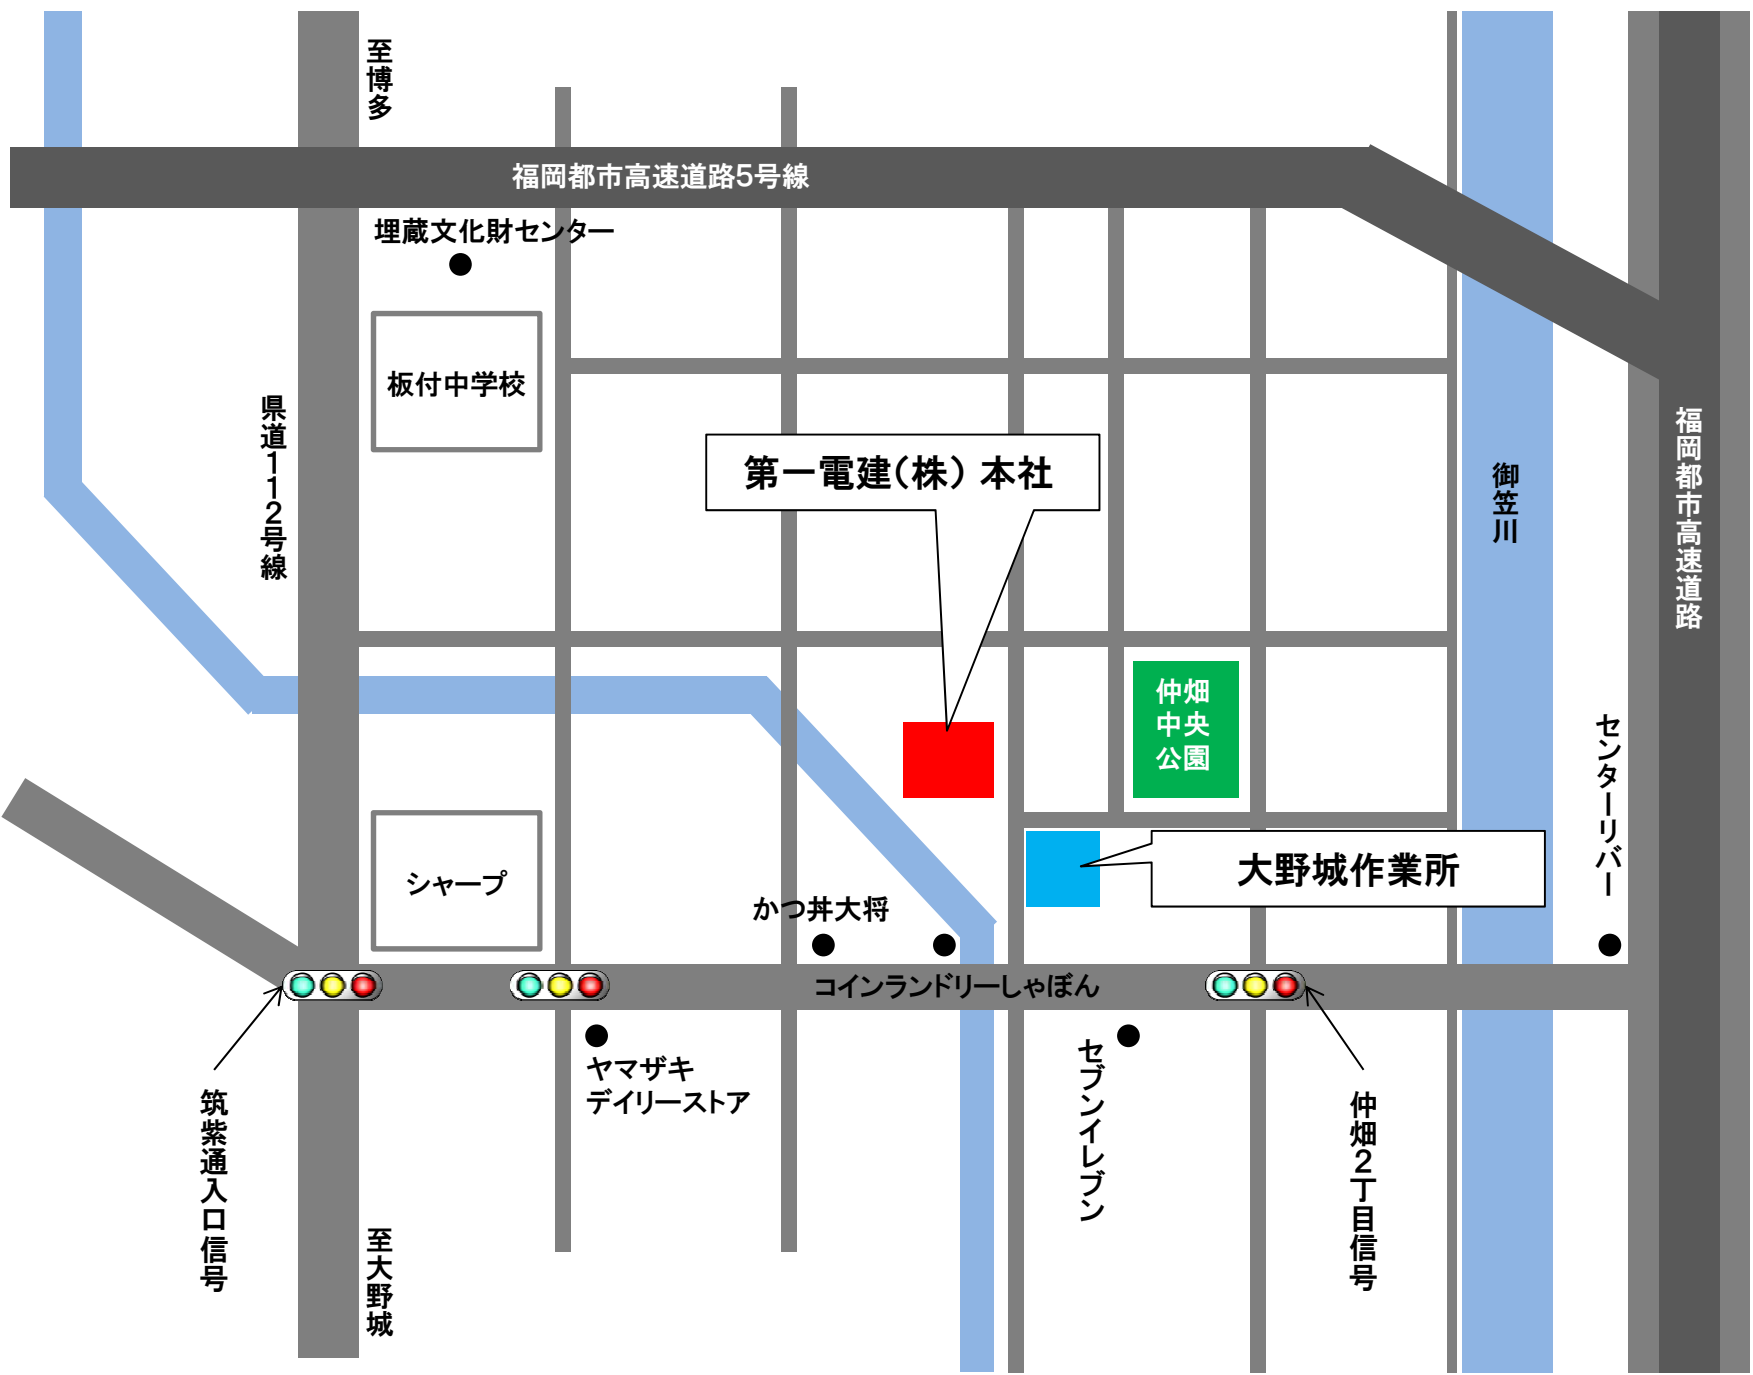 至博多
福岡都市高速道路5号線
埋蔵文化財センター
板付中学校
県道112号線
第一電建(株) 本社
御笠川
福岡都市高速道路
仲畑
中央
公園
センターリバー
シャープ
大野城作業所
かつ丼大将
コインランドリーしゃぼん
ヤマザキ
デイリーストア
セブンイレブン
筑紫通入口信号
仲畑2丁目信号
至大野城